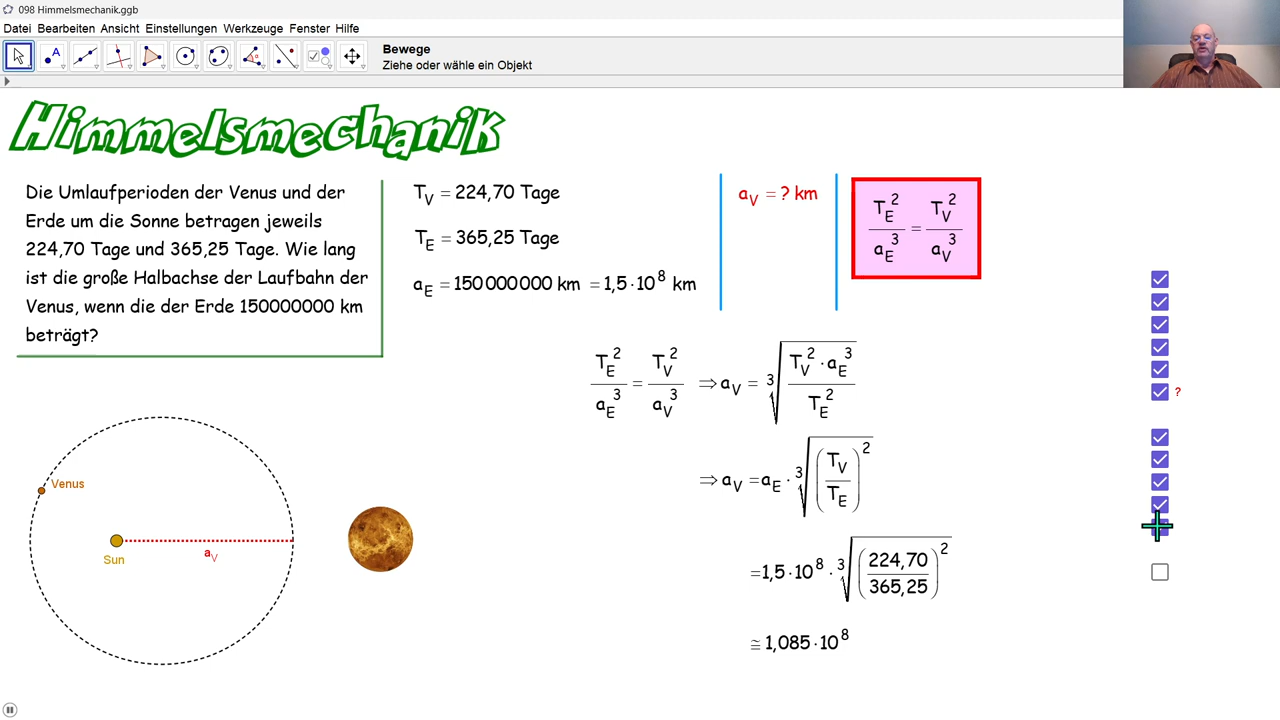 098 Himmelsmechanik.ggb
Datei Bearbeiten Ansicht Einstellungen Werkzeuge Fenster Hilfe
A
Bewege
Ziehe oder wähle ein Objekt
Himmelsmechanik
Die Umlaufperioden der Venus und der
Erde um die Sonne betragen jeweils
224,70 Tage und 365,25 Tage. Wie lang
ist die große Halbachse der Laufbahn der
Venus, wenn die der Erde 150000000 km
beträgt?
T_V = 224,70 Tage
T_E = 365,25 Tage
a_E = 150000000 km = 1,5·10^8 km
a_V = ? km
T_E^2/a_E^3 = T_V^2/a_V^3
?
T_E^2/a_E^3 = T_V^2/a_V^3 ⇒ a_V = ∛(T_V^2·a_E^3/T_E^2)
⇒ a_V = a_E · ∛((T_V/T_E)^2)
= 1,5·10^8 · ∛((224,70/365,25)^2)
≅ 1,085·10^8
Venus
Sun
a_V